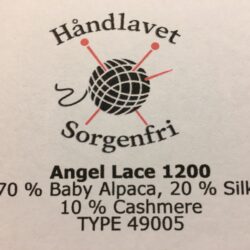 Håndlavet
Sorgenfri
Angel Lace 1200
70 % Baby Alpaca, 20 % Silk
10 % Cashmere
TYPE 49005